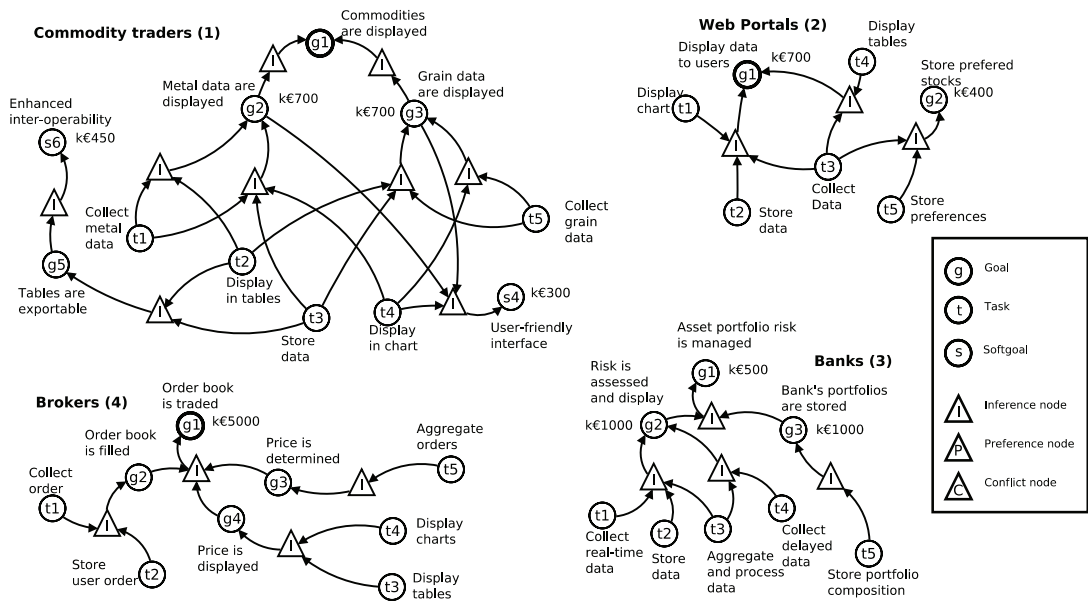 Commodity traders (1)
Commodities
are displayed
g1
I
I
Metal data are
displayed
k€700
g2
Grain data
are displayed
k€700
g3
Enhanced
inter-operability
s6
k€450
I
I
I
I
I
Collect
metal data
t1
t5
Collect
grain data
g5
t2
Tables are
exportable
Display
in tables
I
t3
Store
data
t4
Display
in chart
I
s4
k€300
User-friendly
interface
Web Portals (2)
Display data
to users
g1
k€700
Display
tables
t4
Store prefered
stocks
g2
k€400
Display
chart
t1
I
I
I
t3
Collect
Data
t2
Store
data
t5
Store
preferences
g
Goal
t
Task
s
Softgoal
I
Inference node
P
Preference node
C
Conflict node
Brokers (4)
Order book
is traded
g1
k€5000
Order book
is filled
g2
I
Price is
determined
g3
I
Aggregate
orders
t5
Collect
order
t1
I
g4
Price is
displayed
t4
Display
charts
I
Store
user order
t2
t3
Display
tables
Banks (3)
Asset portfolio risk
is managed
g1
k€500
Risk is
assessed
and display
k€1000
g2
I
Bank's portfolios
are stored
g3
k€1000
I
I
I
t1
Collect
real-time
data
t2
Store
data
t3
Aggregate
and process
data
t4
Collect
delayed
data
t5
Store portfolio
composition